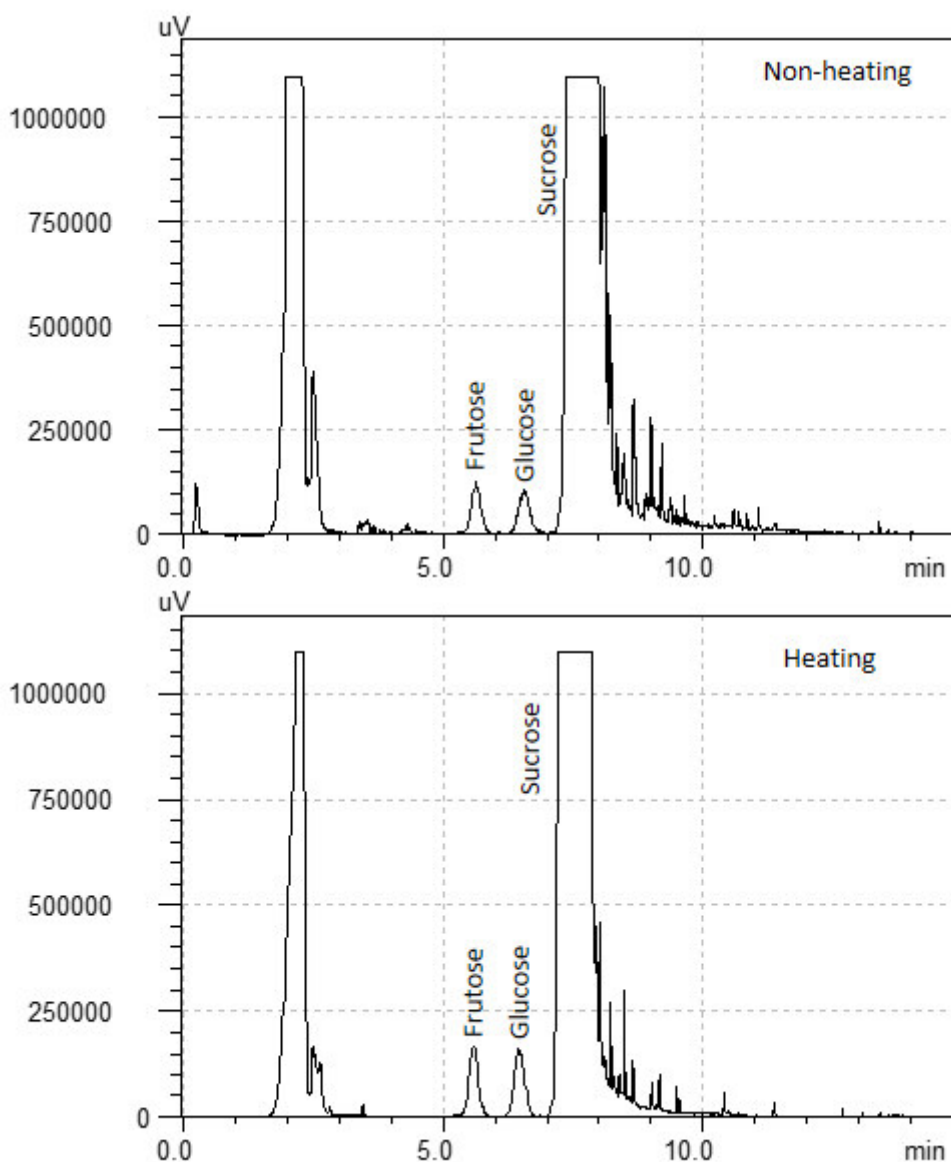 uV
Non-heating
1000000
750000
500000
250000
0
Sucrose
Frutose
Glucose
0.0
5.0
10.0
min
uV
Heating
1000000
750000
500000
250000
0
Sucrose
Frutose
Glucose
0.0
5.0
10.0
min